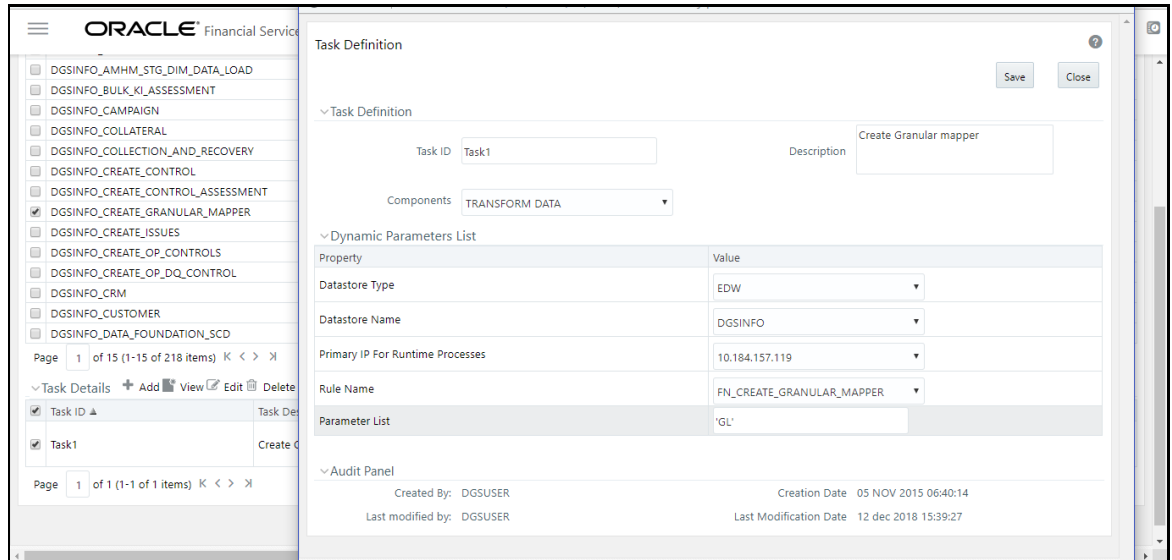 ORACLE® Financial Service
DGSINFO_AMHM_STG_DIM_DATA_LOAD
DGSINFO_BULK_KI_ASSESSMENT
DGSINFO_CAMPAIGN
DGSINFO_COLLATERAL
DGSINFO_COLLECTION_AND_RECOVERY
DGSINFO_CREATE_CONTROL
DGSINFO_CREATE_CONTROL_ASSESSMENT
DGSINFO_CREATE_GRANULAR_MAPPER
DGSINFO_CREATE_ISSUES
DGSINFO_CREATE_OP_CONTROLS
DGSINFO_CREATE_OP_DQ_CONTROL
DGSINFO_CRM
DGSINFO_CUSTOMER
DGSINFO_DATA_FOUNDATION_SCD
Page 1 of 15 (1-15 of 218 items)
Task Details Add View Edit Delete
Task ID Task Des
Task1 Create G
Page 1 of 1 (1-1 of 1 items)
Task Definition
Save Close
Task Definition
Task ID Task1 Description Create Granular mapper
Components TRANSFORM DATA
Dynamic Parameters List
Property Value
Datastore Type EDW
Datastore Name DGSINFO
Primary IP For Runtime Processes 10.184.157.119
Rule Name FN_CREATE_GRANULAR_MAPPER
Parameter List 'GL'
Audit Panel
Created By: DGSUSER Creation Date 05 NOV 2015 06:40:14
Last modified by: DGSUSER Last Modification Date 12 dec 2018 15:39:27